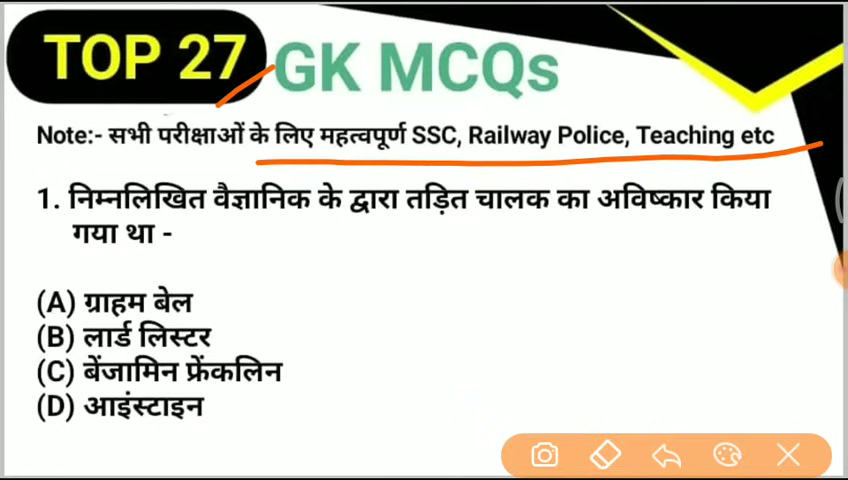 TOP 27 GK MCQs
Note:- सभी परीक्षाओं के लिए महत्वपूर्ण SSC, Railway Police, Teaching etc
1. निम्नलिखित वैज्ञानिक के द्वारा तड़ित चालक का अविष्कार किया
गया था -
(A) ग्राहम बेल
(B) लार्ड लिस्टर
(C) बेंजामिन फ्रेंकलिन
(D) आइंस्टाइन